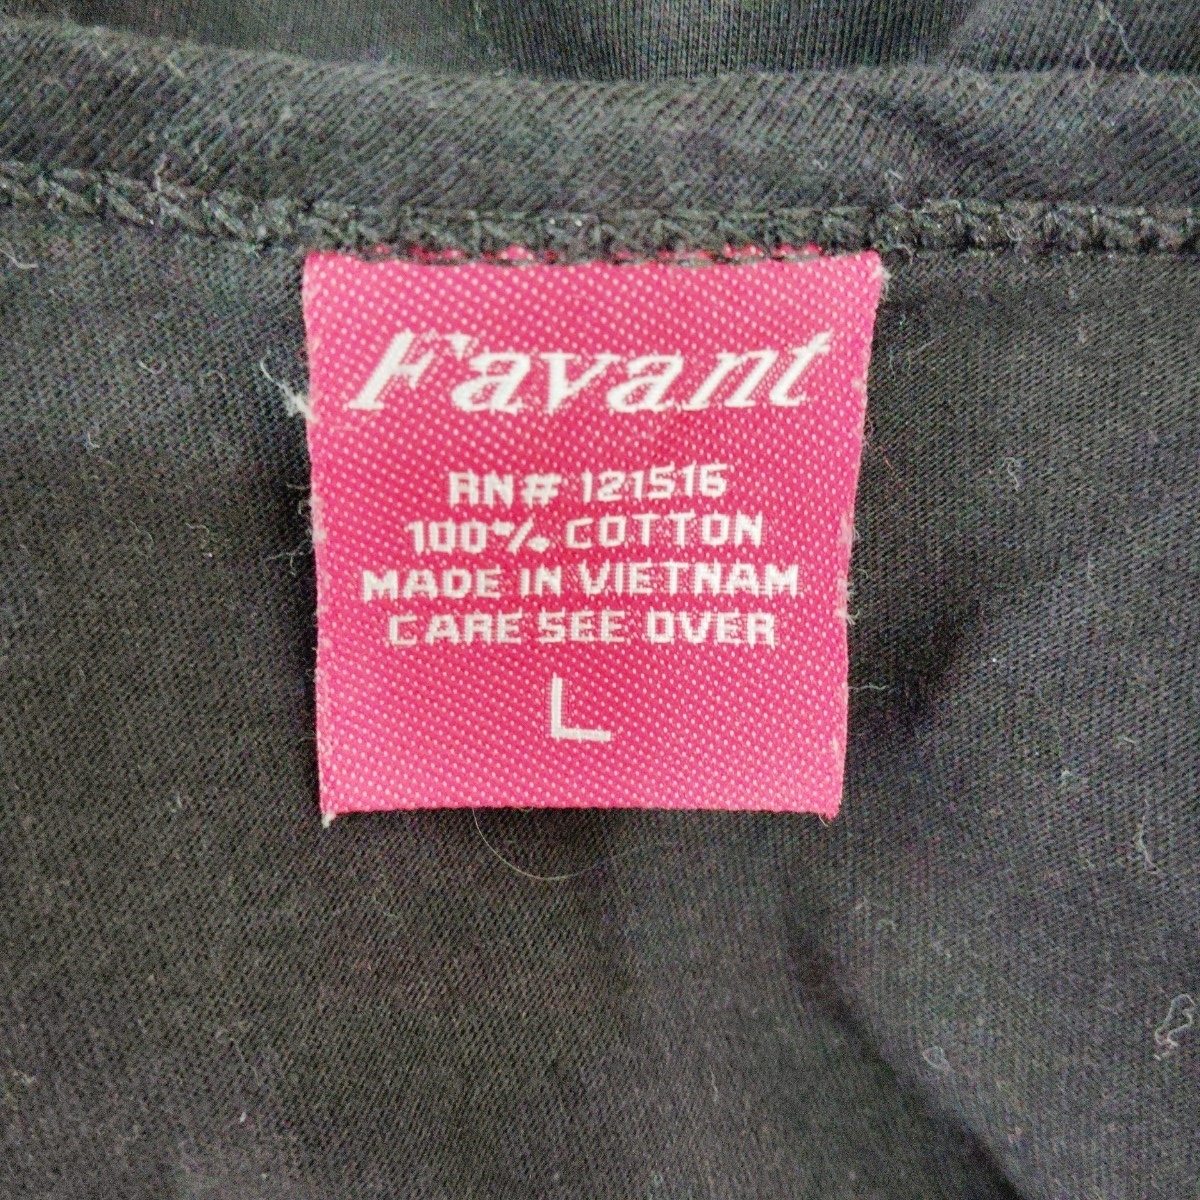 Favant
RN# 121516
100% COTTON
MADE IN VIETNAM
CARE SEE OVER
L